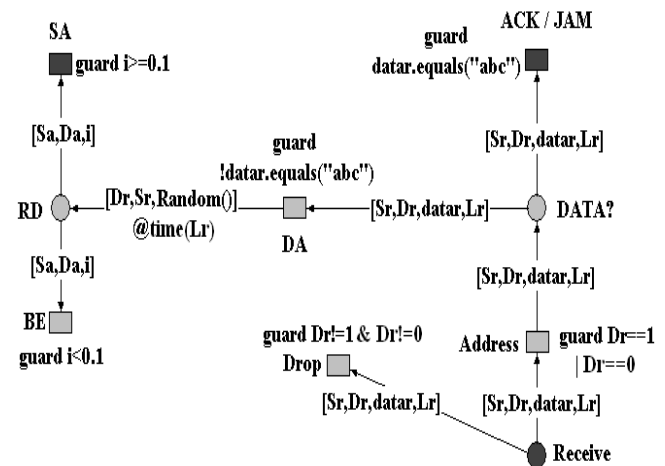 SA
guard i>=0.1
[Sa,Da,i]
RD
[Sa,Da,i]
BE
guard i<0.1
[Dr,Sr,Random()]
@time(Lr)
guard
!datar.equals("abc")
DA
[Sr,Dr,datar,Lr]
ACK / JAM
guard
datar.equals("abc")
[Sr,Dr,datar,Lr]
DATA?
[Sr,Dr,datar,Lr]
Address
guard Dr==1
| Dr==0
guard Dr!=1 & Dr!=0
Drop
[Sr,Dr,datar,Lr]
[Sr,Dr,datar,Lr]
Receive